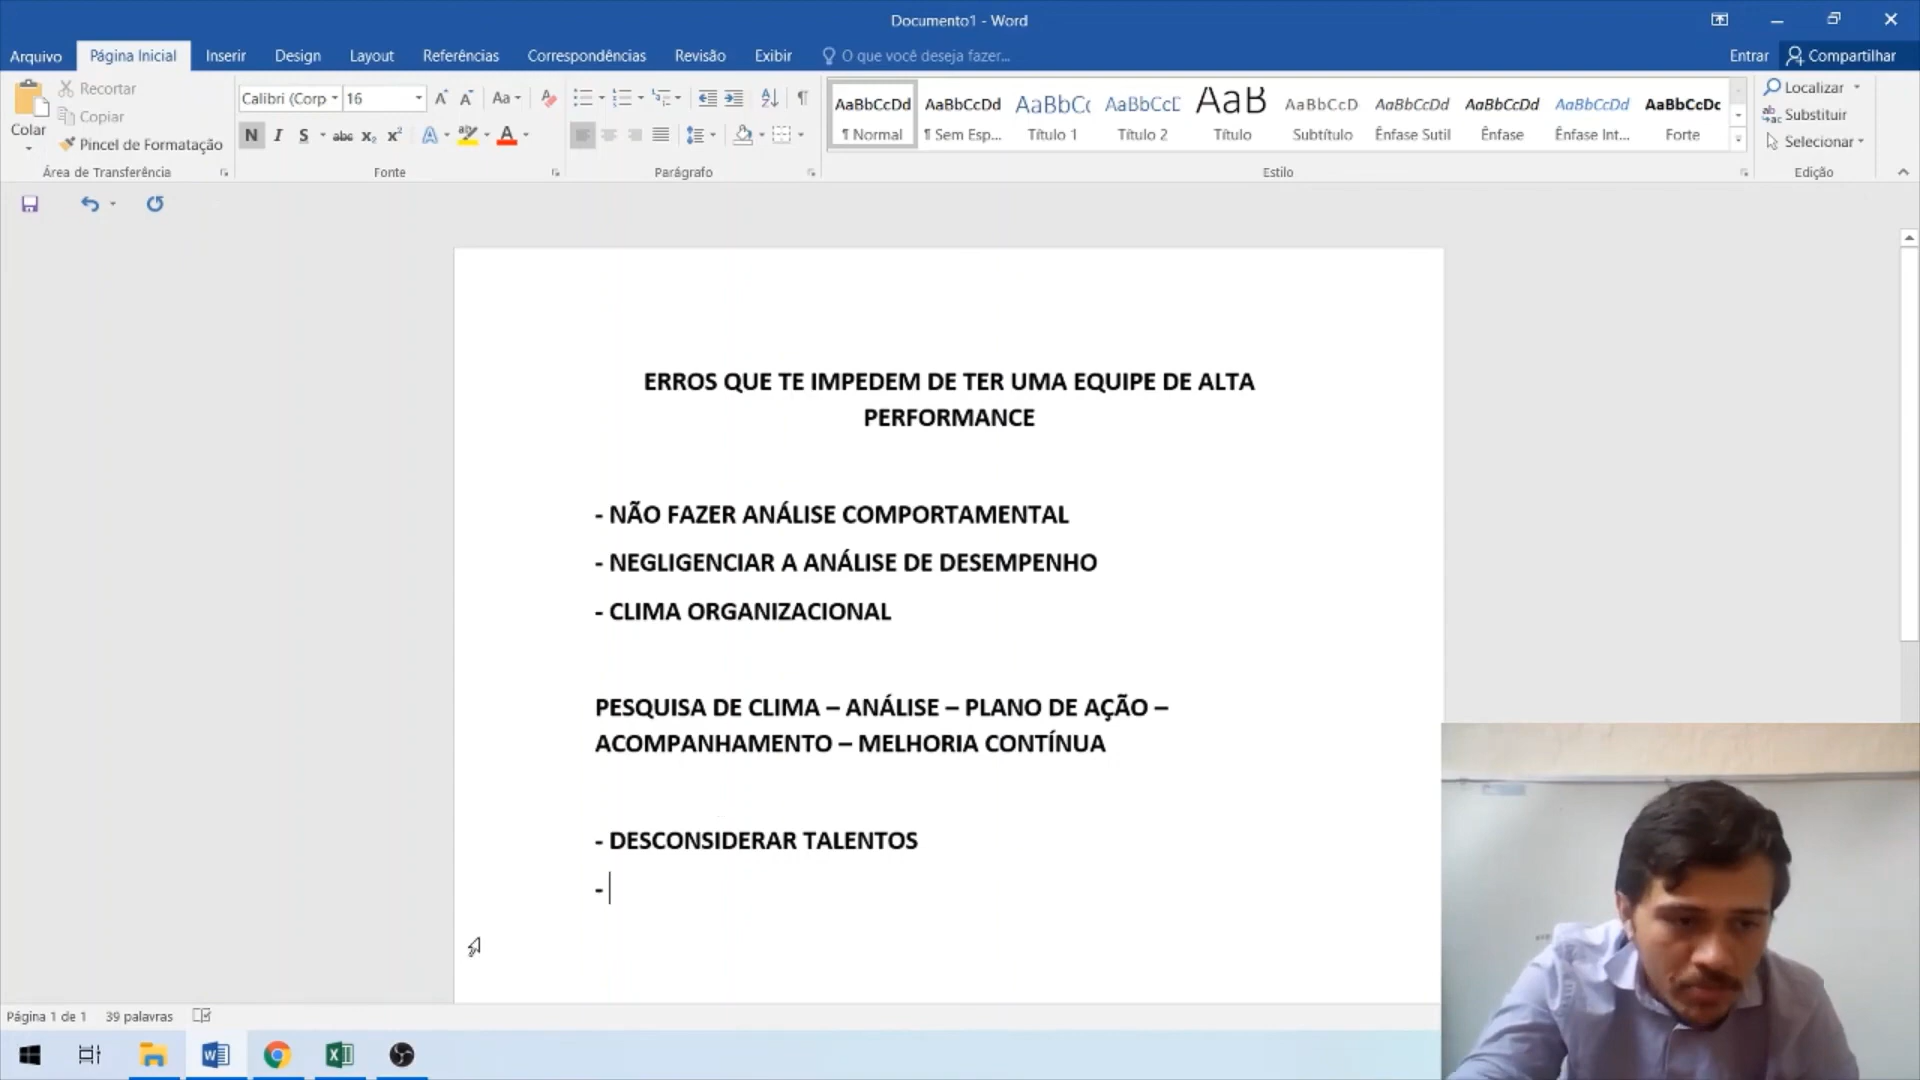 Documento1 - Word
Arquivo Página Inicial Inserir Design Layout Referências Correspondências Revisão Exibir O que você deseja fazer... Entrar Compartilhar
Colar
Recortar
Copiar
Pincel de Formatação
Área de Transferência
Calibri (Corp 16 Aa
N I S abc x₂ x² A A
Fonte
Parágrafo
AaBbCcDd AaBbCcDd AaBbCc AaBbCcE AaB AaBbCcD AaBbCcDd AaBbCcDd AaBbCcDd AaBbCcDc
¶ Normal ¶ Sem Esp... Título 1 Título 2 Título Subtítulo Ênfase Sutil Ênfase Ênfase Int... Forte
Estilo
Localizar
Substituir
Selecionar
Edição
ERROS QUE TE IMPEDEM DE TER UMA EQUIPE DE ALTA
PERFORMANCE
- NÃO FAZER ANÁLISE COMPORTAMENTAL
- NEGLIGENCIAR A ANÁLISE DE DESEMPENHO
- CLIMA ORGANIZACIONAL
PESQUISA DE CLIMA – ANÁLISE – PLANO DE AÇÃO –
ACOMPANHAMENTO – MELHORIA CONTÍNUA
- DESCONSIDERAR TALENTOS
-
Página 1 de 1 39 palavras